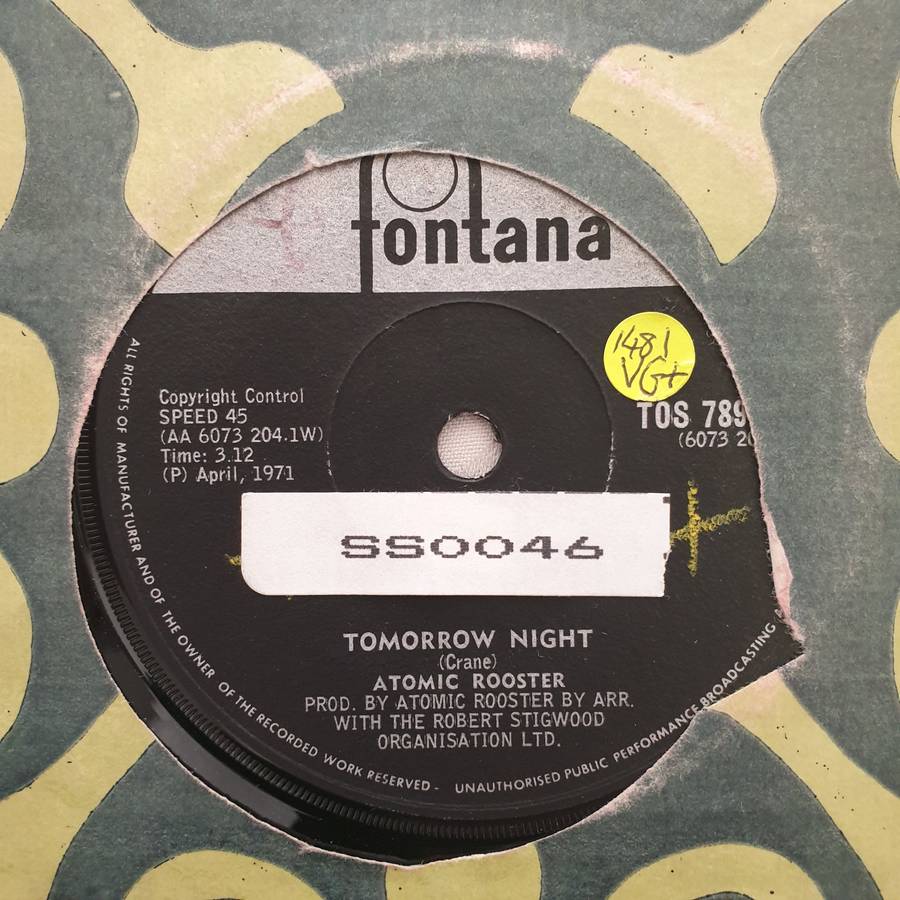 fontana
1481
VG+
TOS 789
(6073 20
Copyright Control
SPEED 45
(AA 6073 204.1W)
Time: 3.12
(P) April, 1971
SS0046
TOMORROW NIGHT
(Crane)
ATOMIC ROOSTER
PROD. BY ATOMIC ROOSTER BY ARR.
WITH THE ROBERT STIGWOOD
ORGANISATION LTD.
ALL RIGHTS OF MANUFACTURER AND OF THE OWNER OF THE RECORDED WORK RESERVED - UNAUTHORISED PUBLIC PERFORMANCE BROADCASTING